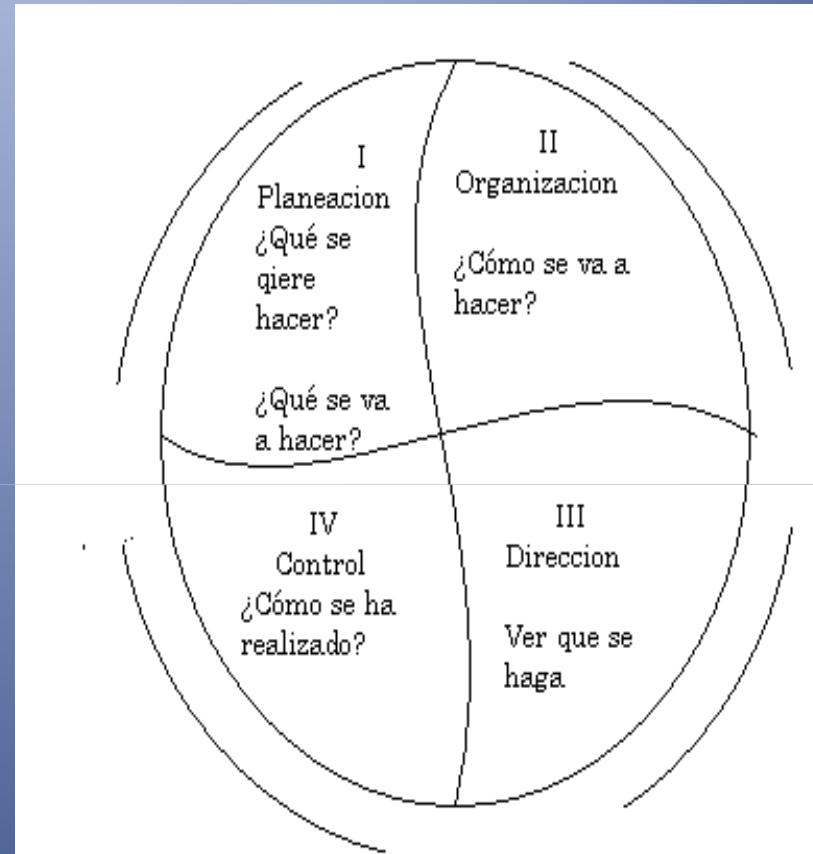 I
Planeacion
¿Qué se
qiere
hacer?
¿Qué se va
a hacer?
II
Organizacion
¿Cómo se va a
hacer?
III
Direccion
Ver que se
haga
IV
Control
¿Cómo se ha
realizado?